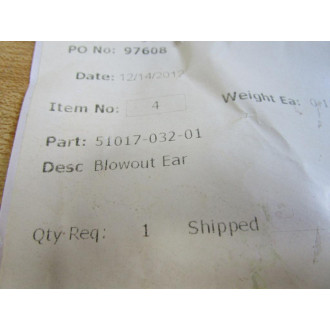 PO No: 97608
Date: 12/14/2017
Item No: 4
Weight Ea:
Part: 51017-032-01
Desc Blowout Ear
Qty Req: 1 Shipped